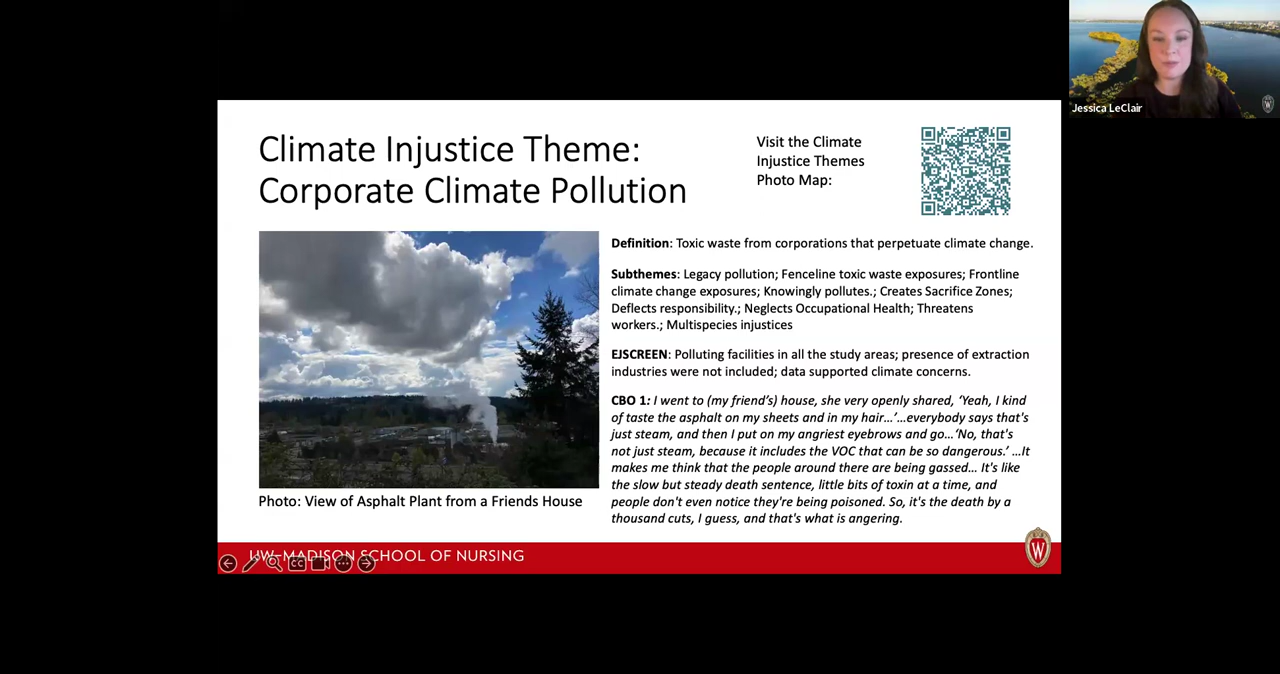 Jessica LeClair
Climate Injustice Theme:
Corporate Climate Pollution
Visit the Climate
Injustice Themes
Photo Map:
Definition: Toxic waste from corporations that perpetuate climate change.
Subthemes: Legacy pollution; Fenceline toxic waste exposures; Frontline
climate change exposures; Knowingly pollutes.; Creates Sacrifice Zones;
Deflects responsibility.; Neglects Occupational Health; Threatens
workers.; Multispecies injustices
EJSCREEN: Polluting facilities in all the study areas; presence of extraction
industries were not included; data supported climate concerns.
CBO 1: I went to (my friend’s) house, she very openly shared, ‘Yeah, I kind
of taste the asphalt on my sheets and in my hair…’…everybody says that's
just steam, and then I put on my angriest eyebrows and go…‘No, that's
not just steam, because it includes the VOC that can be so dangerous.’ …It
makes me think that the people around there are being gassed… It's like
the slow but steady death sentence, little bits of toxin at a time, and
people don't even notice they're being poisoned. So, it's the death by a
thousand cuts, I guess, and that's what is angering.
Photo: View of Asphalt Plant from a Friends House
UW–MADISON SCHOOL OF NURSING
CC
W